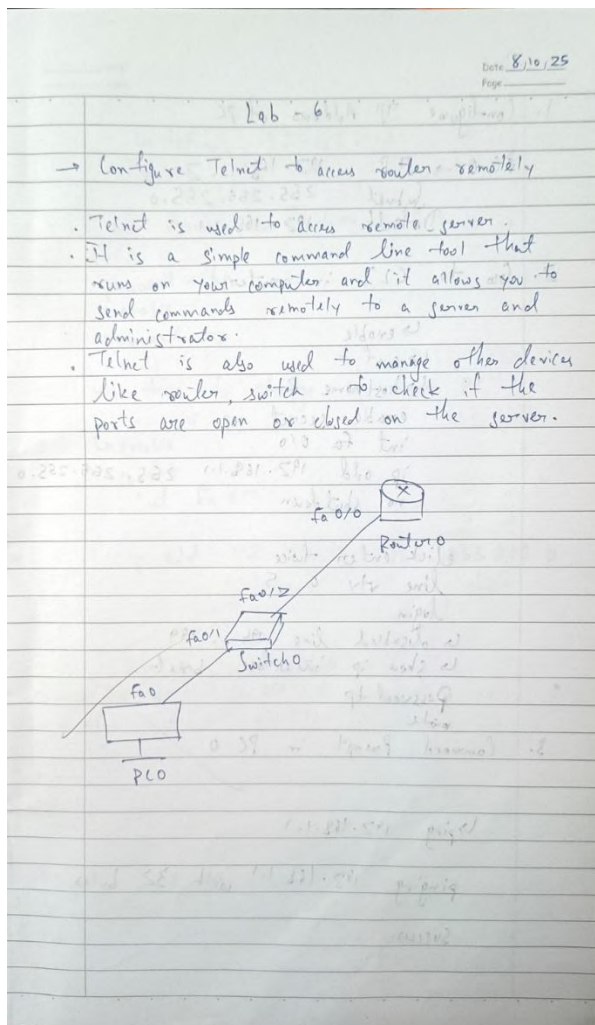 Date 8/10/25
Page
Lab 6
→ Configure Telnet to access router remotely
. Telnet is used to access remote server.
. It is a simple command line tool that
runs on your computer and it allows you to
send commands remotely to a server and
administrator.
. Telnet is also used to manage other devices
like router, switch to check if the
ports are open or closed on the server.
fa 0/0
Router0
fa0/2
fa0/1
Switch0
fa0
PC0